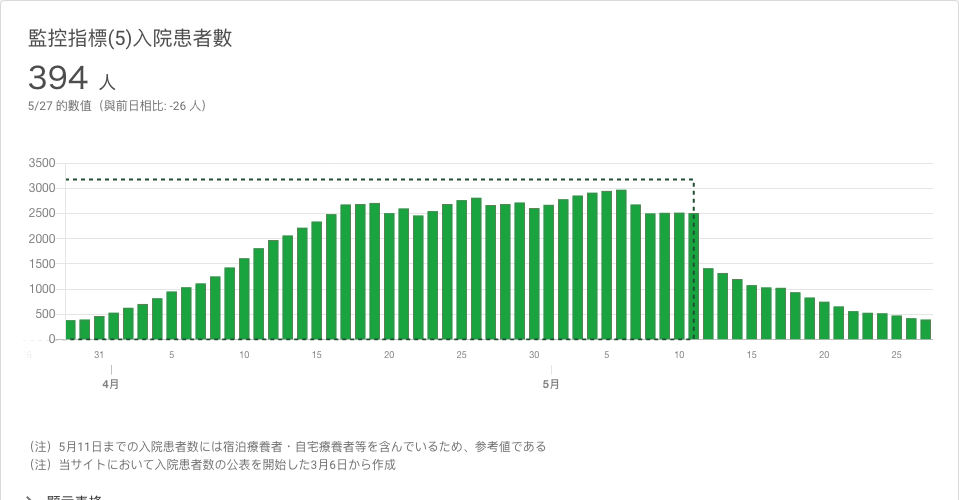 監控指標(5)入院患者數
394 人
5/27 的數值（與前日相比: -26 人）
3500
3000
2500
2000
1500
1000
500
0
31 5 10 15 20 25 30 5 10 15 20 25
4月 5月
（注）5月11日までの入院患者数には宿泊療養者・自宅療養者等を含んでいるため、参考値である
（注）当サイトにおいて入院患者数の公表を開始した3月6日から作成